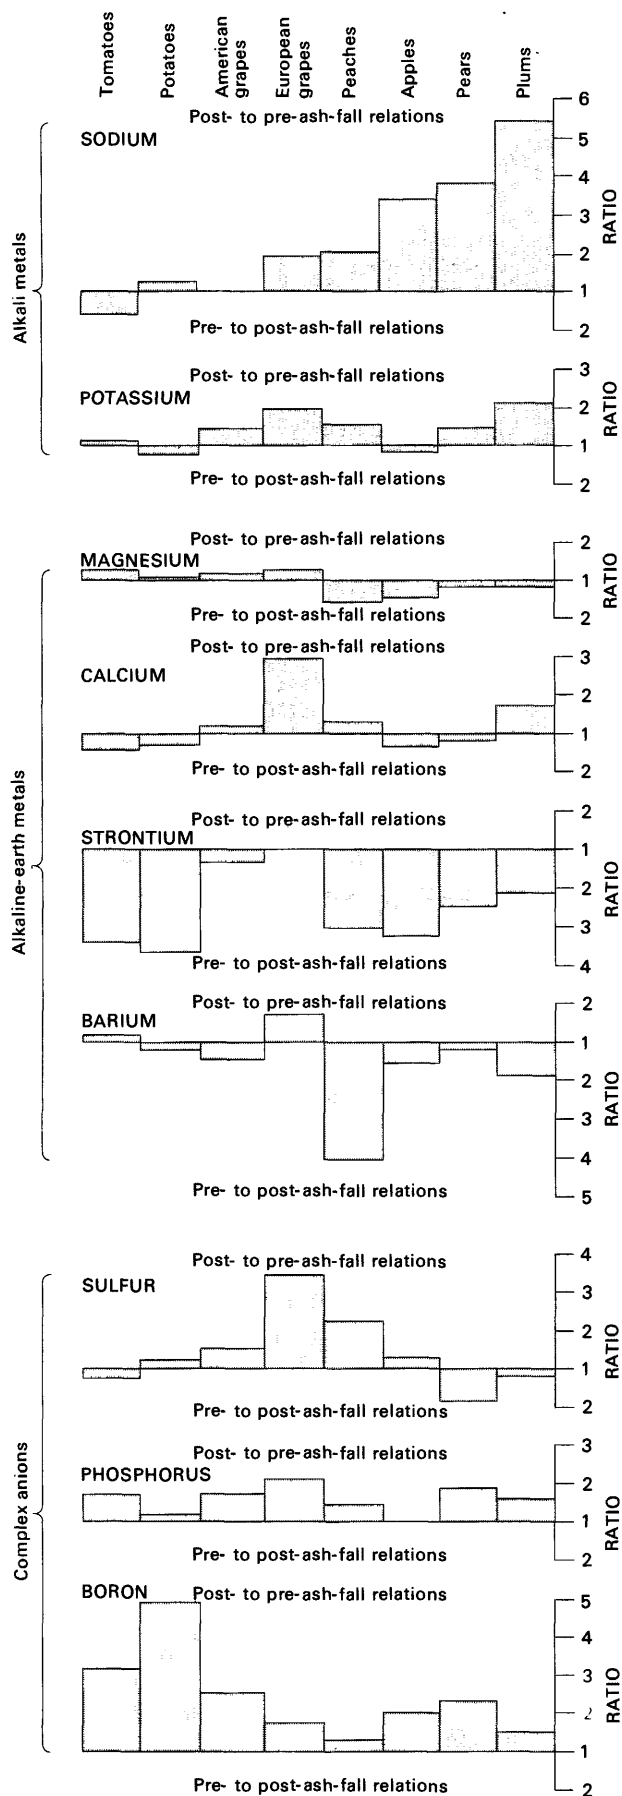 Tomatoes
Potatoes
American
grapes
European
grapes
Peaches
Apples
Pears
Plums
Alkali metals
SODIUM
Post- to pre-ash-fall relations
6
5
4
3
2
1
2
RATIO
Pre- to post-ash-fall relations
POTASSIUM
Post- to pre-ash-fall relations
3
2
1
2
RATIO
Pre- to post-ash-fall relations
Alkaline-earth metals
Post- to pre-ash-fall relations
MAGNESIUM
2
1
2
RATIO
Pre- to post-ash-fall relations
Post- to pre-ash-fall relations
CALCIUM
3
2
1
2
RATIO
Pre- to post-ash-fall relations
Post- to pre-ash-fall relations
STRONTIUM
2
1
2
3
4
RATIO
Pre- to post-ash-fall relations
Post- to pre-ash-fall relations
BARIUM
2
1
2
3
4
5
RATIO
Pre- to post-ash-fall relations
Complex anions
Post- to pre-ash-fall relations
SULFUR
4
3
2
1
2
RATIO
Pre- to post-ash-fall relations
Post- to pre-ash-fall relations
PHOSPHORUS
3
2
1
2
RATIO
Pre- to post-ash-fall relations
BORON
Post- to pre-ash-fall relations
5
4
3
2
1
2
RATIO
Pre- to post-ash-fall relations